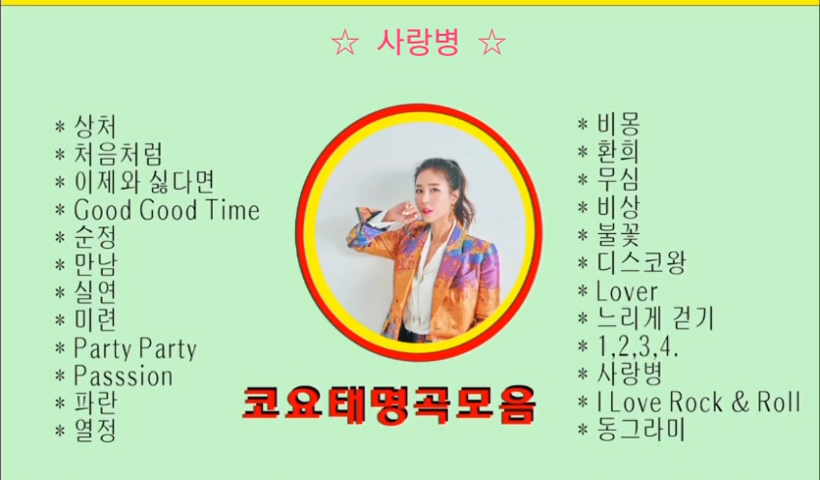 ☆ 사랑병 ☆
* 상처
* 처음처럼
* 이제와 싫다면
* Good Good Time
* 순정
* 만남
* 실연
* 미련
* Party Party
* Passsion
* 파란
* 열정
* 비몽
* 환희
* 무심
* 비상
* 불꽃
* 디스코왕
* Lover
* 느리게 걷기
* 1,2,3,4.
* 사랑병
* I Love Rock & Roll
* 동그라미
코요태명곡모음